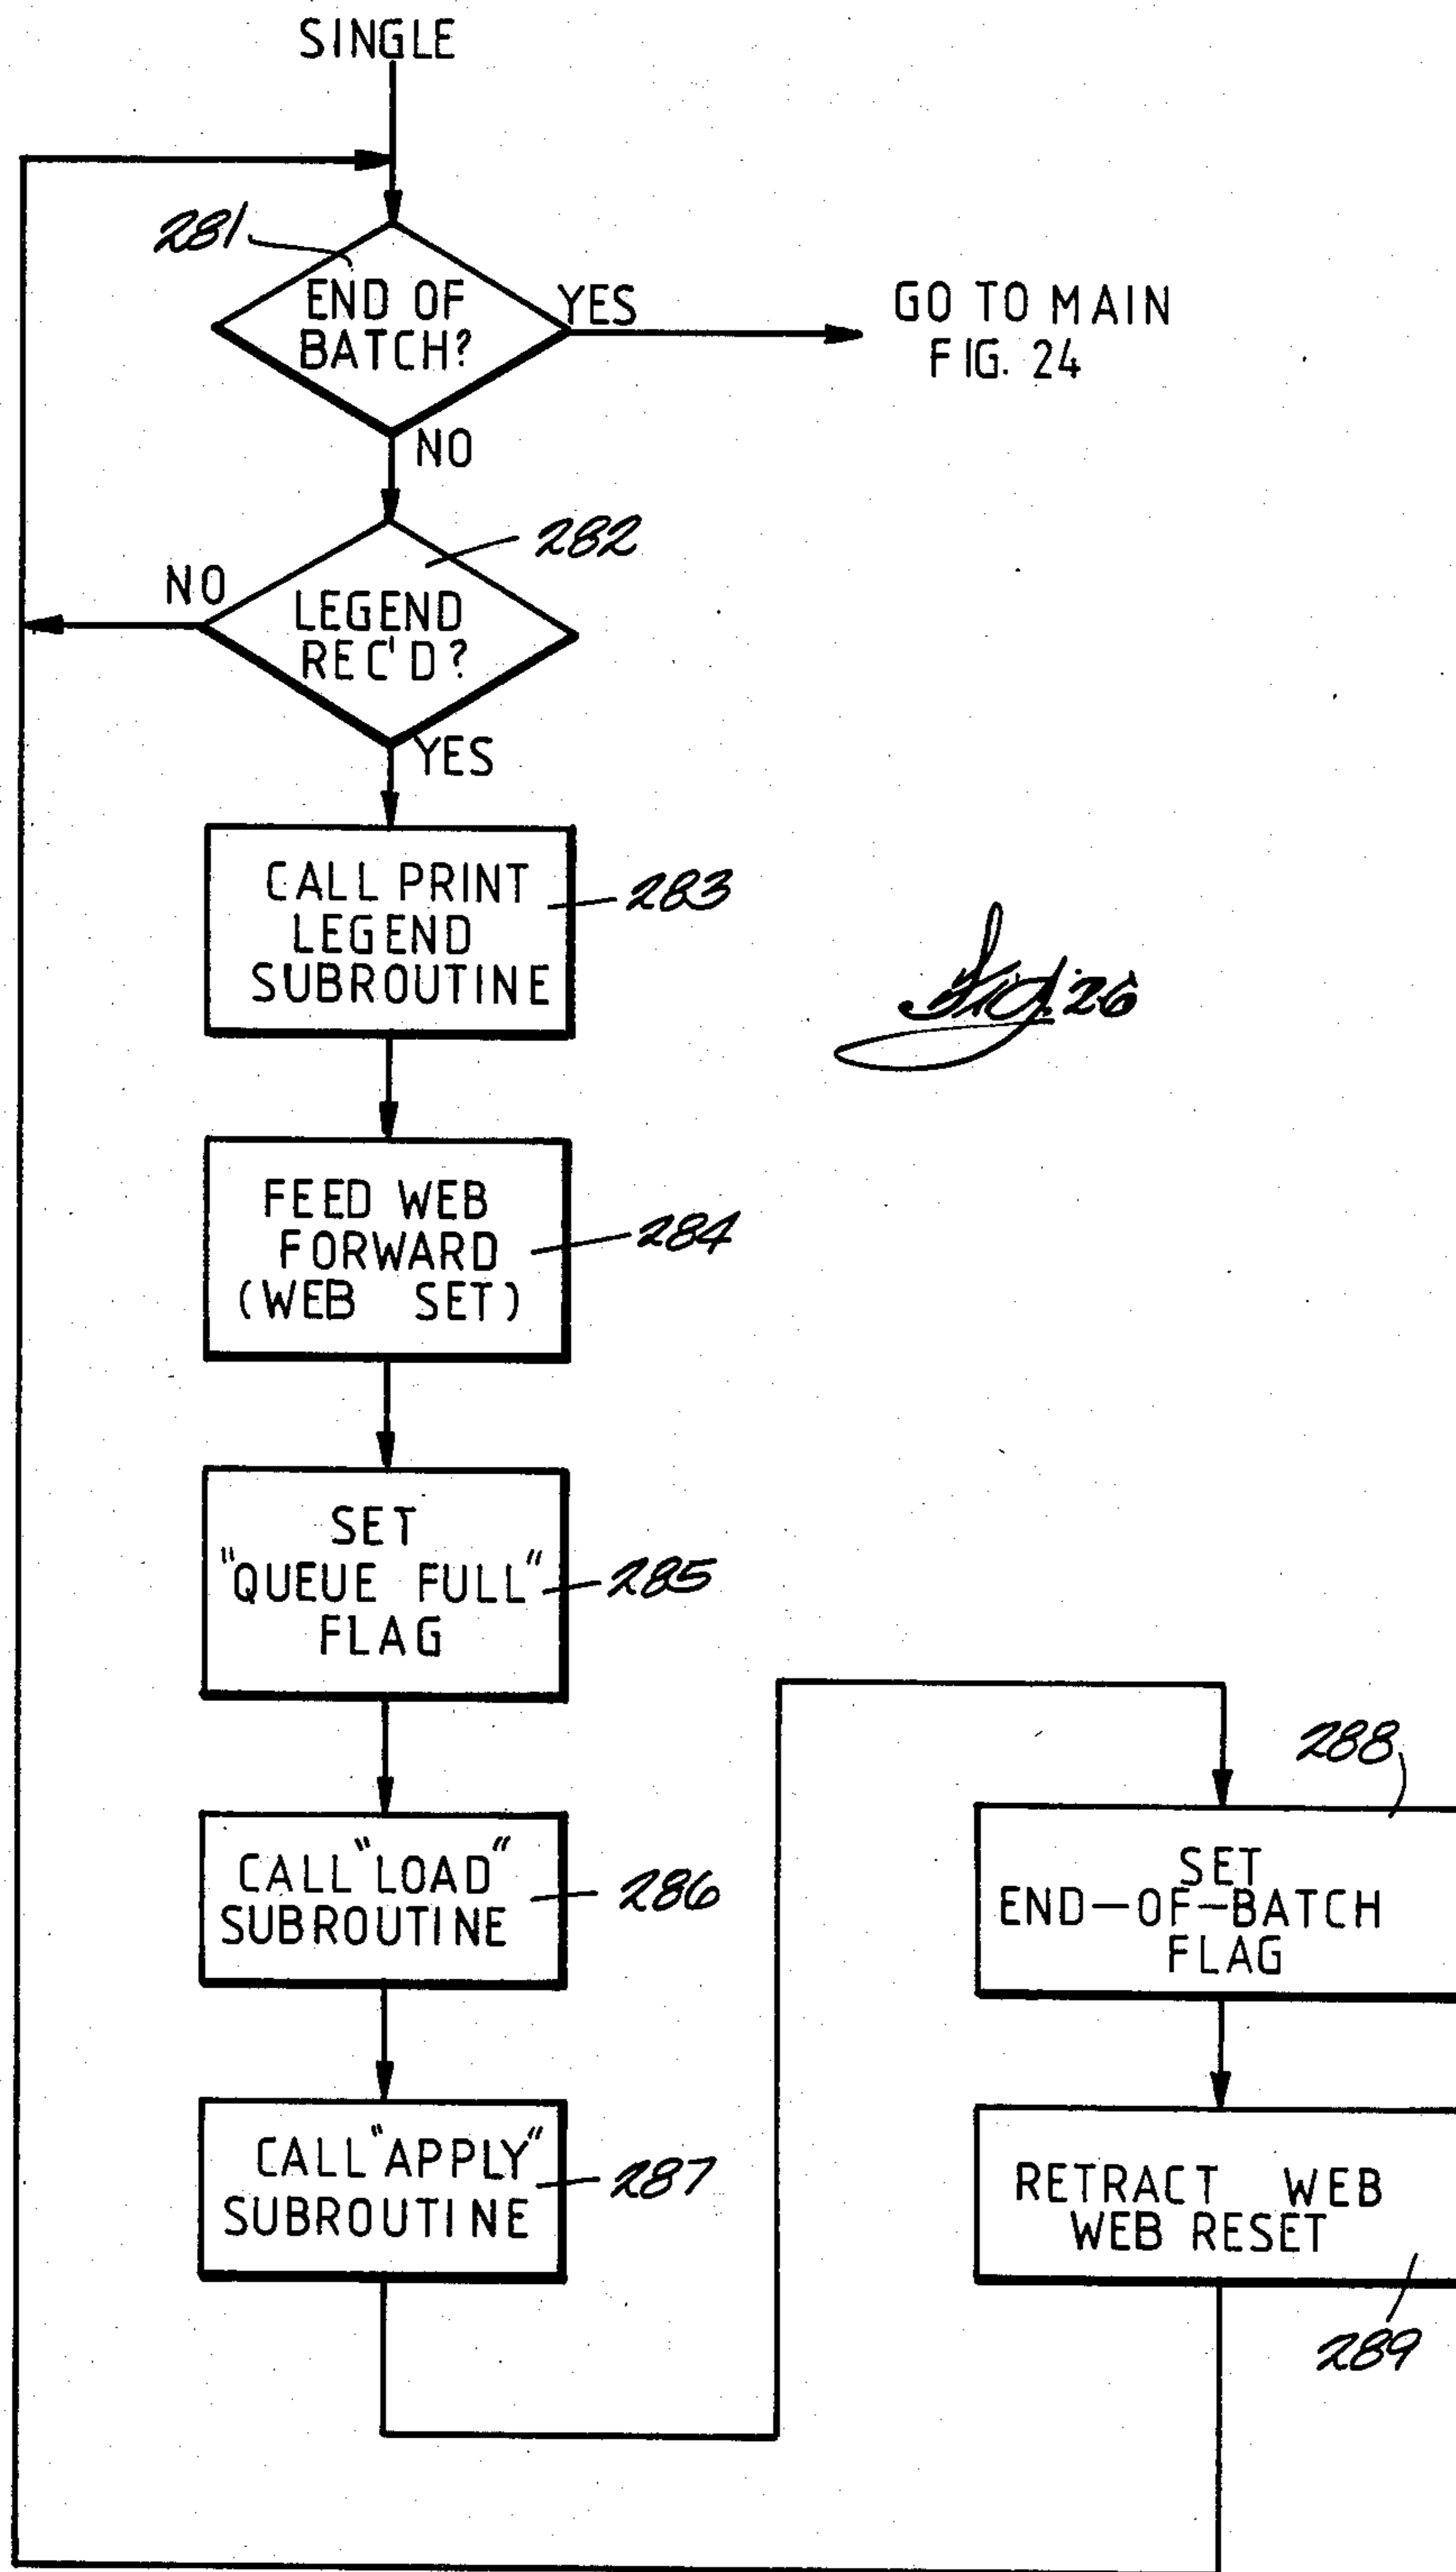 SINGLE
281
END OF
BATCH?
YES
GO TO MAIN
FIG. 24
NO
282
NO
LEGEND
REC'D?
YES
CALL PRINT
LEGEND
SUBROUTINE
283
Fig. 26
FEED WEB
FORWARD
(WEB SET)
284
SET
"QUEUE FULL"
FLAG
285
CALL "LOAD"
SUBROUTINE
286
CALL "APPLY"
SUBROUTINE
287
288
SET
END-OF-BATCH
FLAG
RETRACT WEB
WEB RESET
289